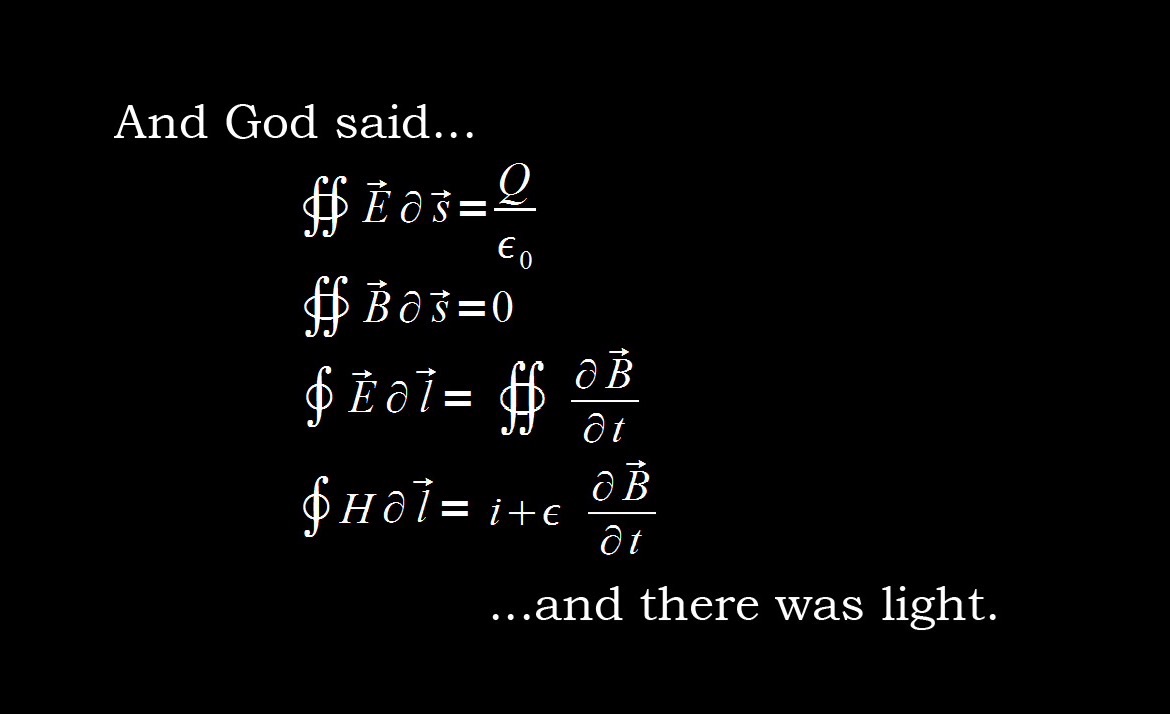 And God said...
∯ E⃗ ∂ s⃗ = Q/ϵ₀
∯ B⃗ ∂ s⃗ = 0
∮ E⃗ ∂ l⃗ = ∯ ∂B⃗/∂t
∮ H ∂ l⃗ = i+ϵ ∂B⃗/∂t
...and there was light.